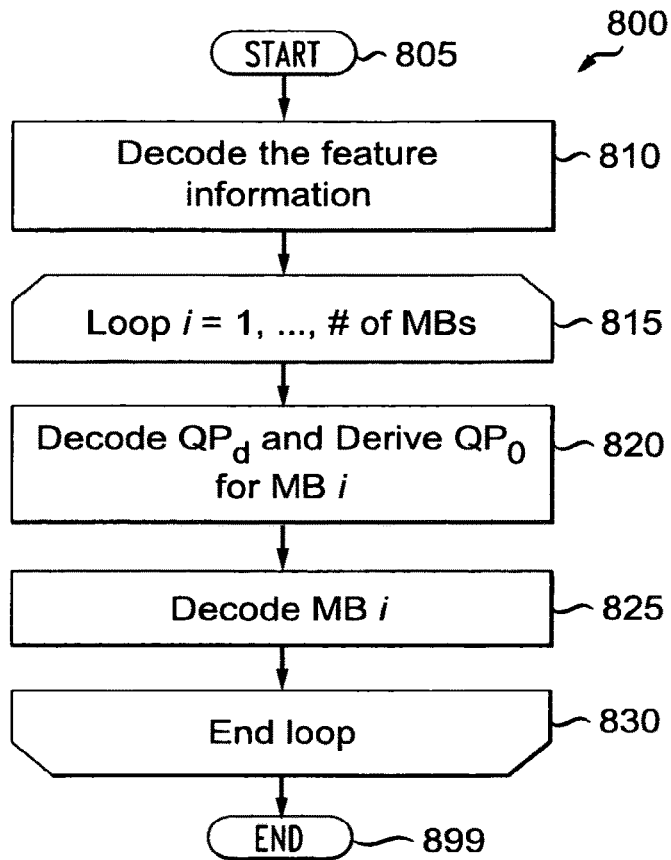 800
START 805
Decode the feature
information
810
Loop i = 1, ..., # of MBs 815
Decode QPd and Derive QP0
for MB i
820
Decode MB i 825
End loop 830
END 899